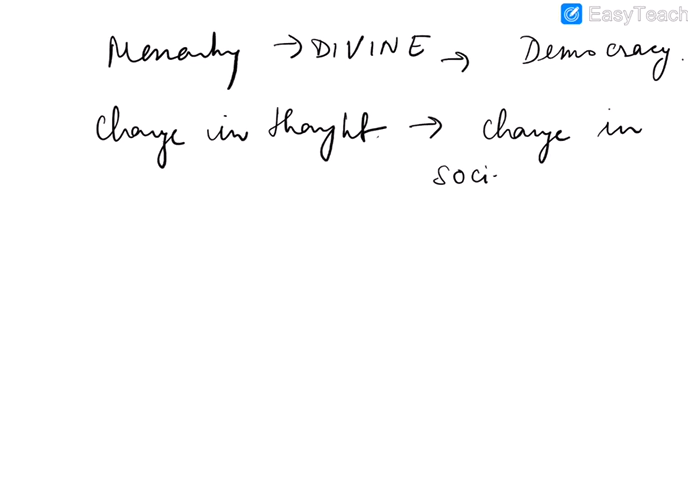 EasyTeach
Monarchy → DIVINE → Democracy.
Change in thought → change in
soci.